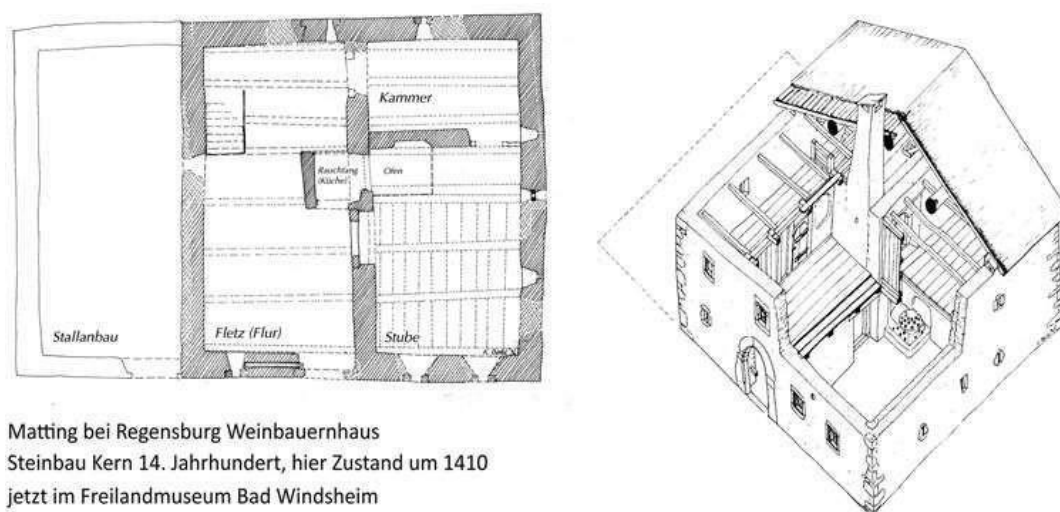 Kammer
Rauchfang
(Küche)
Ofen
Stallanbau
Fletz (Flur)
Stube
Matting bei Regensburg Weinbauernhaus
Steinbau Kern 14. Jahrhundert, hier Zustand um 1410
jetzt im Freilandmuseum Bad Windsheim